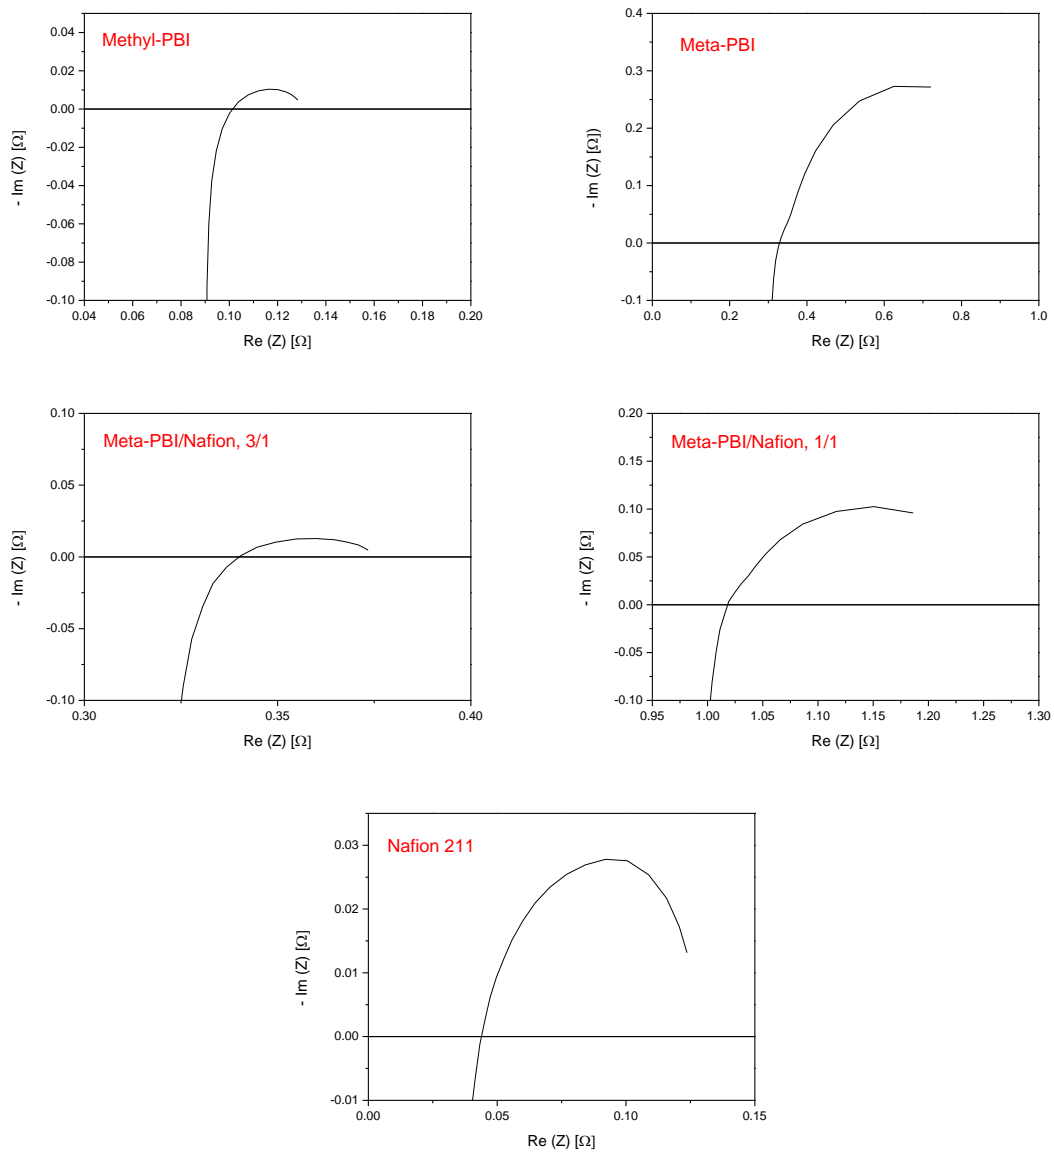 Methyl-PBI
0.04
0.02
0.00
-0.02
-0.04
-0.06
-0.08
-0.10
- Im (Z) [Ω]
0.04 0.06 0.08 0.10 0.12 0.14 0.16 0.18 0.20
Re (Z) [Ω]
Meta-PBI
0.4
0.3
0.2
0.1
0.0
-0.1
- Im (Z) [Ω])
0.0 0.2 0.4 0.6 0.8 1.0
Re (Z) [Ω]
Meta-PBI/Nafion, 3/1
0.10
0.05
0.00
-0.05
-0.10
- Im (Z) [Ω]
0.30 0.35 0.40
Re (Z) [Ω]
Meta-PBI/Nafion, 1/1
0.20
0.15
0.10
0.05
0.00
-0.05
-0.10
- Im (Z) [Ω]
0.95 1.00 1.05 1.10 1.15 1.20 1.25 1.30
Re (Z) [Ω]
Nafion 211
0.03
0.02
0.01
0.00
-0.01
- Im (Z) [Ω]
0.00 0.05 0.10 0.15
Re (Z) [Ω]